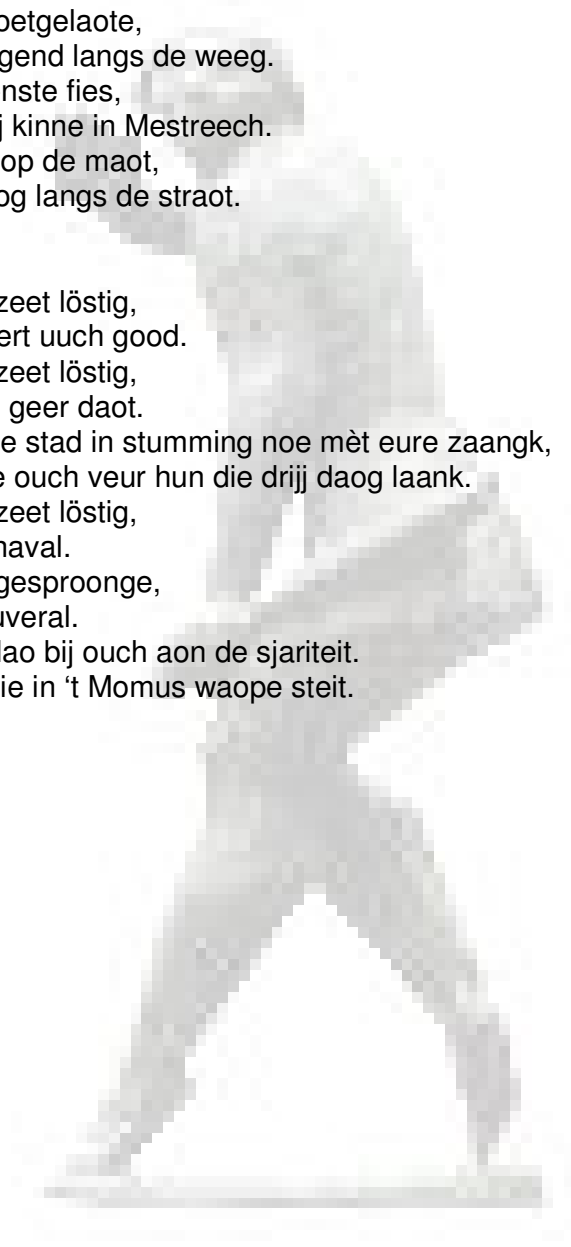 oetgelaote,
gend langs de weeg.
nste fies,
j kinne in Mestreech.
op de maot,
og langs de straot.
zeet löstig,
ert uuch good.
zeet löstig,
geer daot.
e stad in stumming noe mèt eure zaangk,
e ouch veur hun die drijj daog laank.
zeet löstig,
naval.
gesproonge,
uveral.
lao bij ouch aon de sjariteit.
ie in ‘t Momus waope steit.